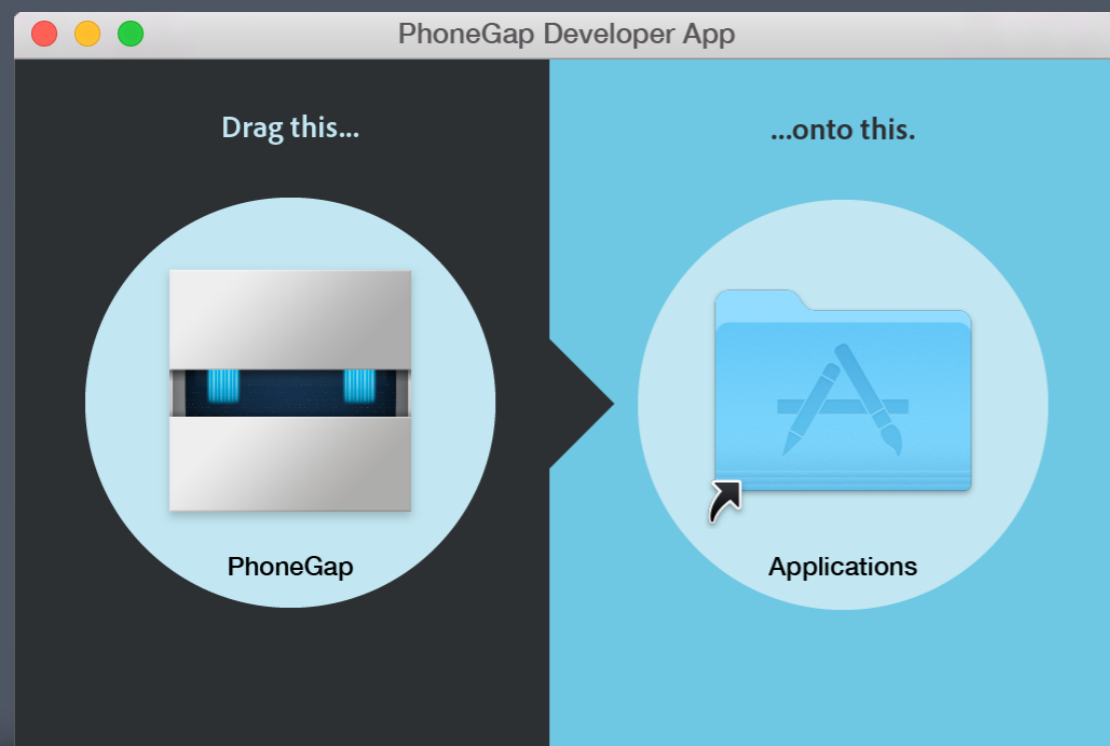 PhoneGap Developer App
Drag this...
...onto this.
PhoneGap
Applications